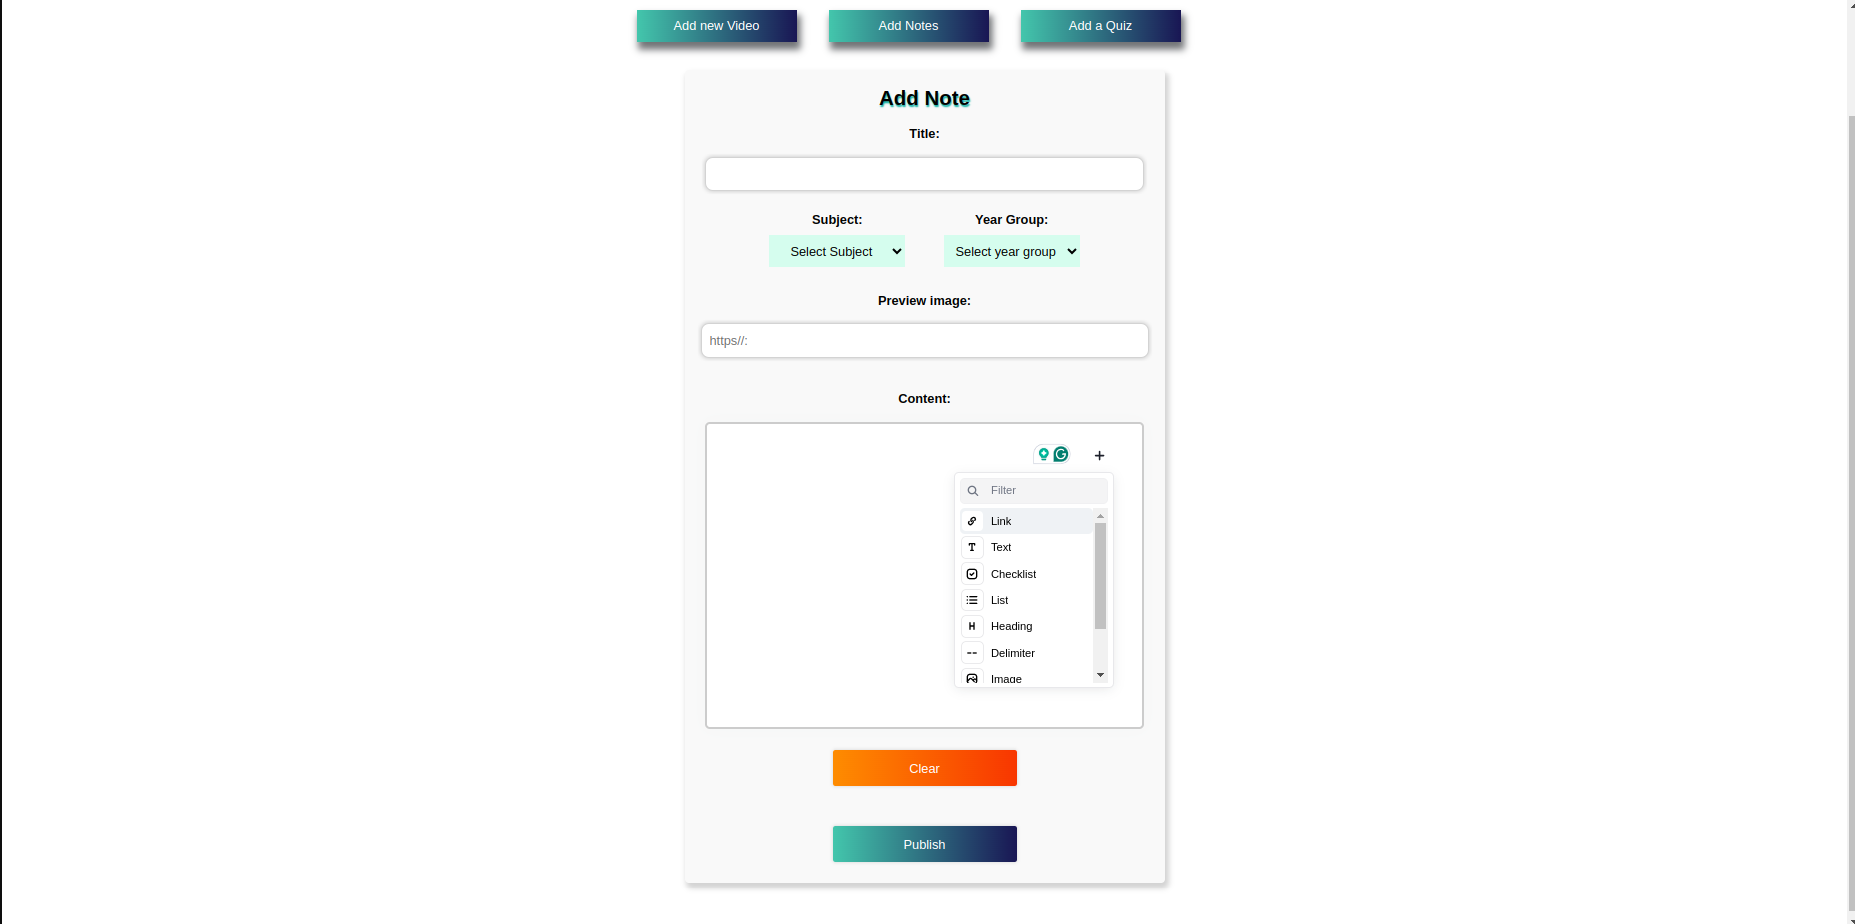 Add new Video
Add Notes
Add a Quiz
Add Note
Title:
Subject:
Year Group:
Select Subject
Select year group
Preview image:
https//:
Content:
Filter
Link
Text
Checklist
List
Heading
Delimiter
Image
Clear
Publish